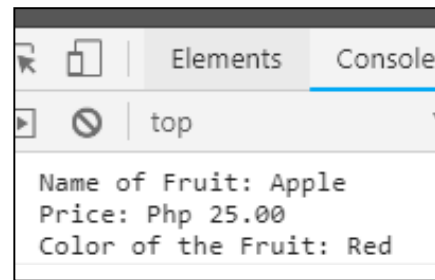 Elements Console
top
Name of Fruit: Apple
Price: Php 25.00
Color of the Fruit: Red